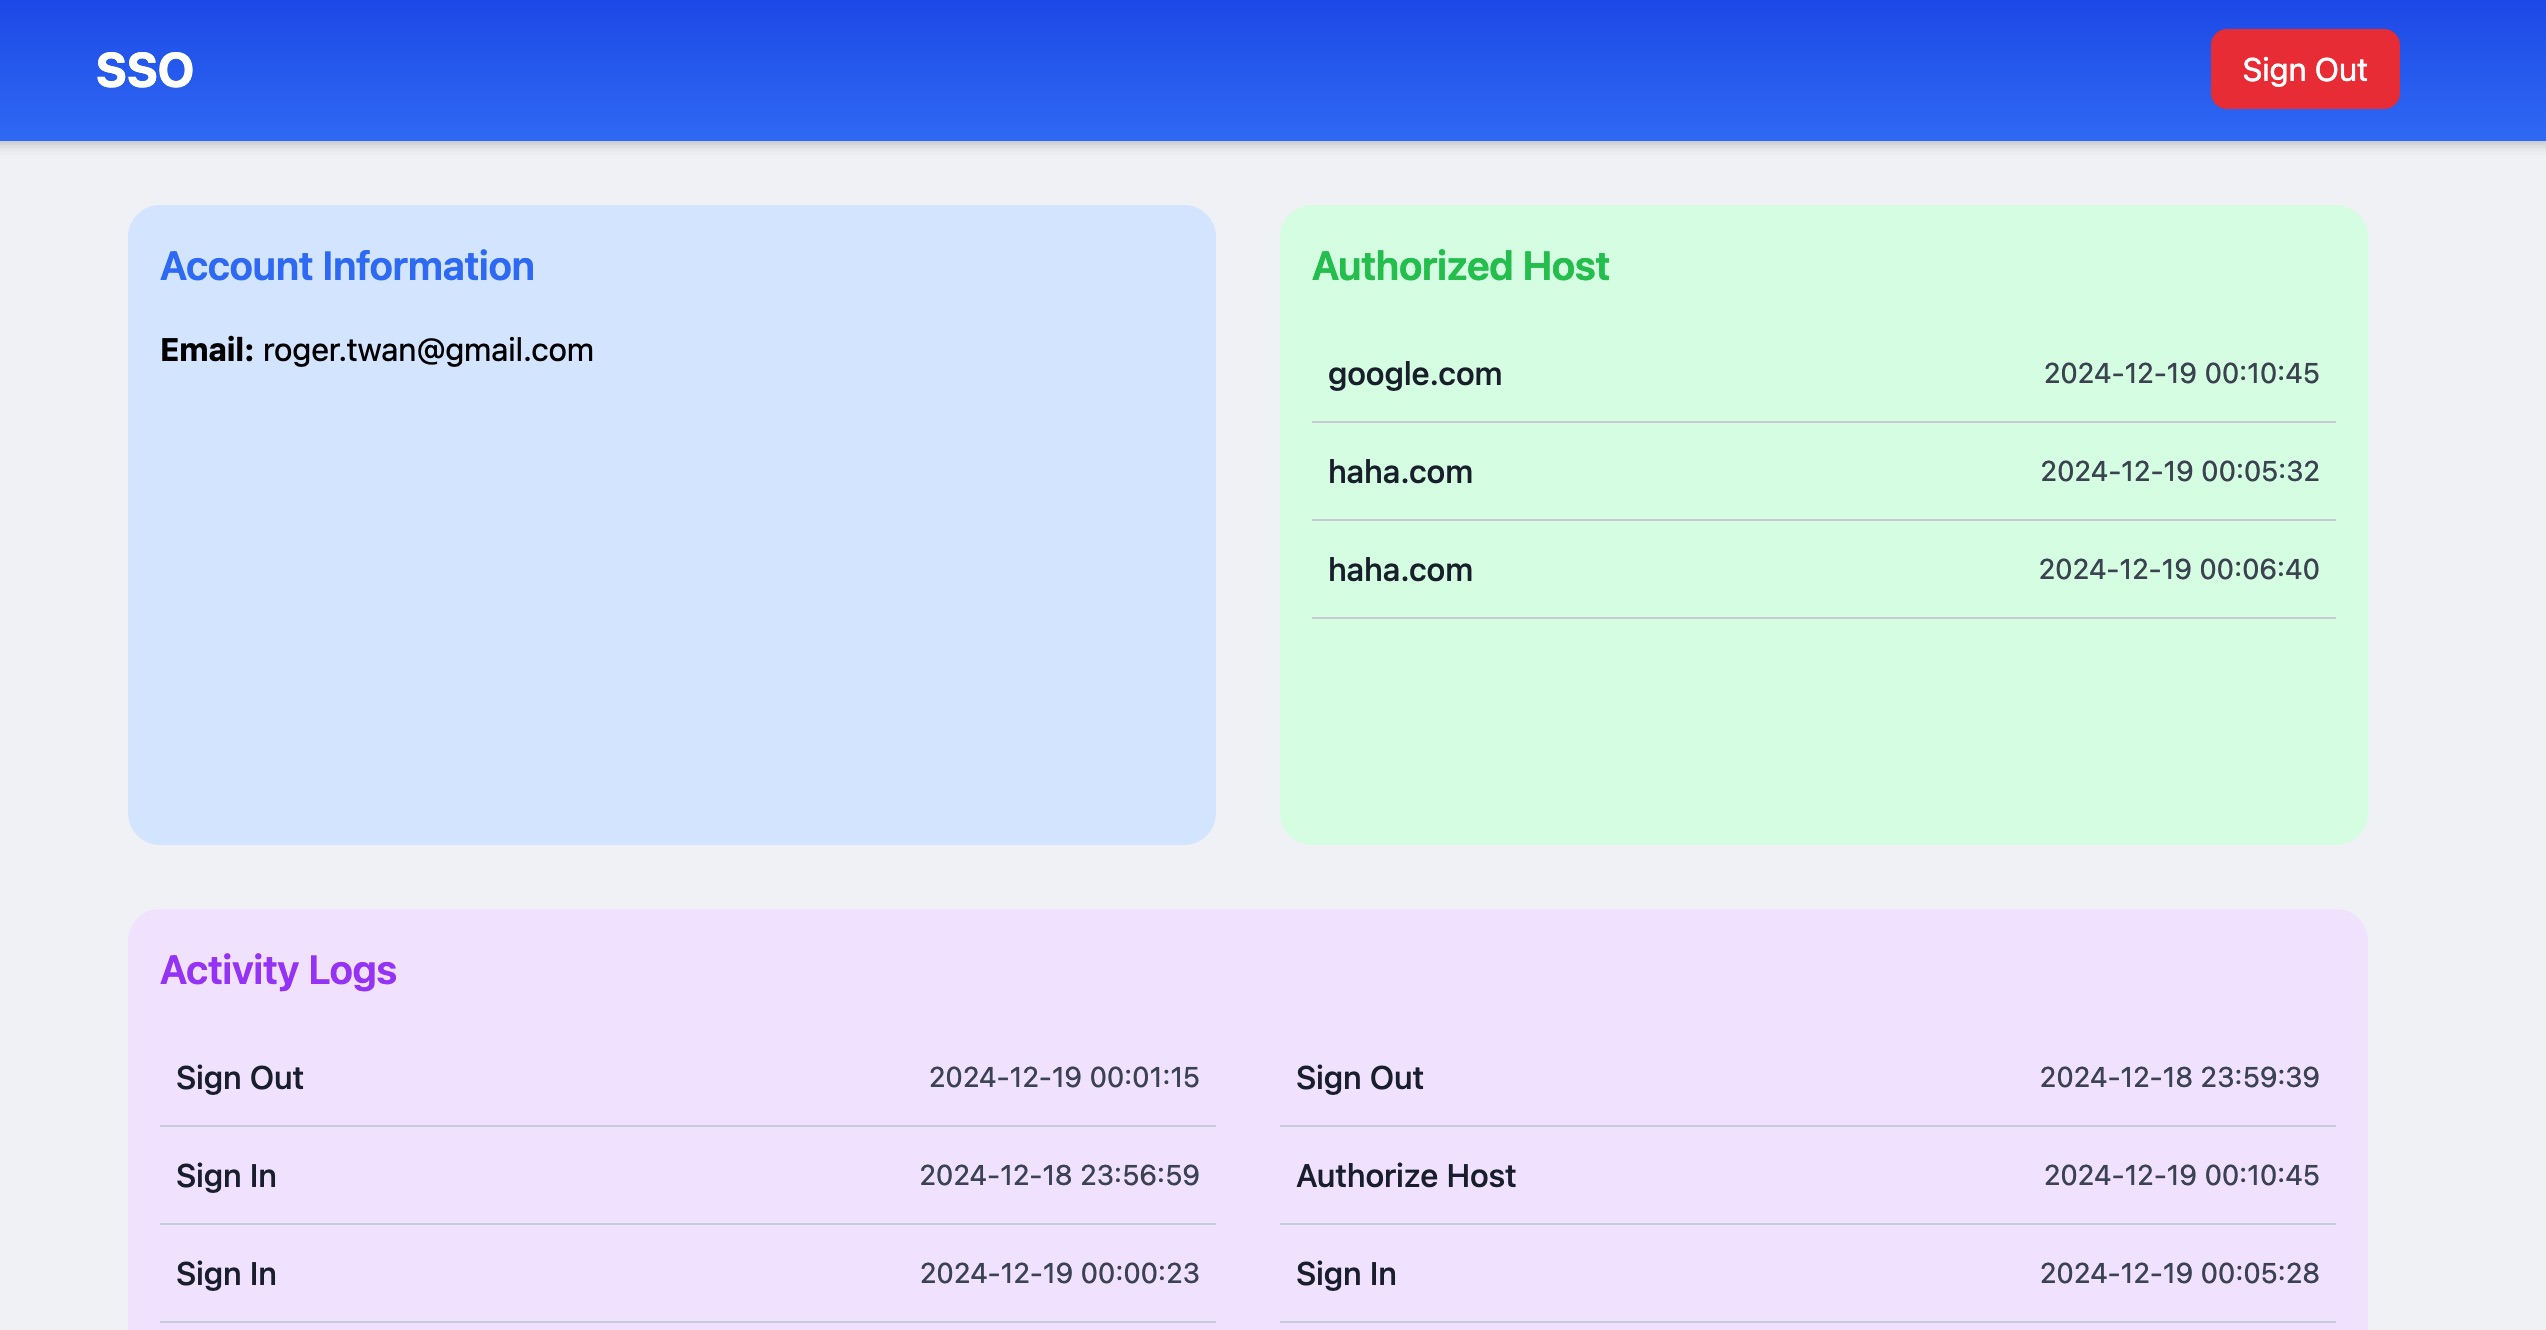 SSO
Sign Out
Account Information
Email: roger.twan@gmail.com
Authorized Host
google.com 2024-12-19 00:10:45
haha.com 2024-12-19 00:05:32
haha.com 2024-12-19 00:06:40
Activity Logs
Sign Out 2024-12-19 00:01:15
Sign Out 2024-12-18 23:59:39
Sign In 2024-12-18 23:56:59
Authorize Host 2024-12-19 00:10:45
Sign In 2024-12-19 00:00:23
Sign In 2024-12-19 00:05:28